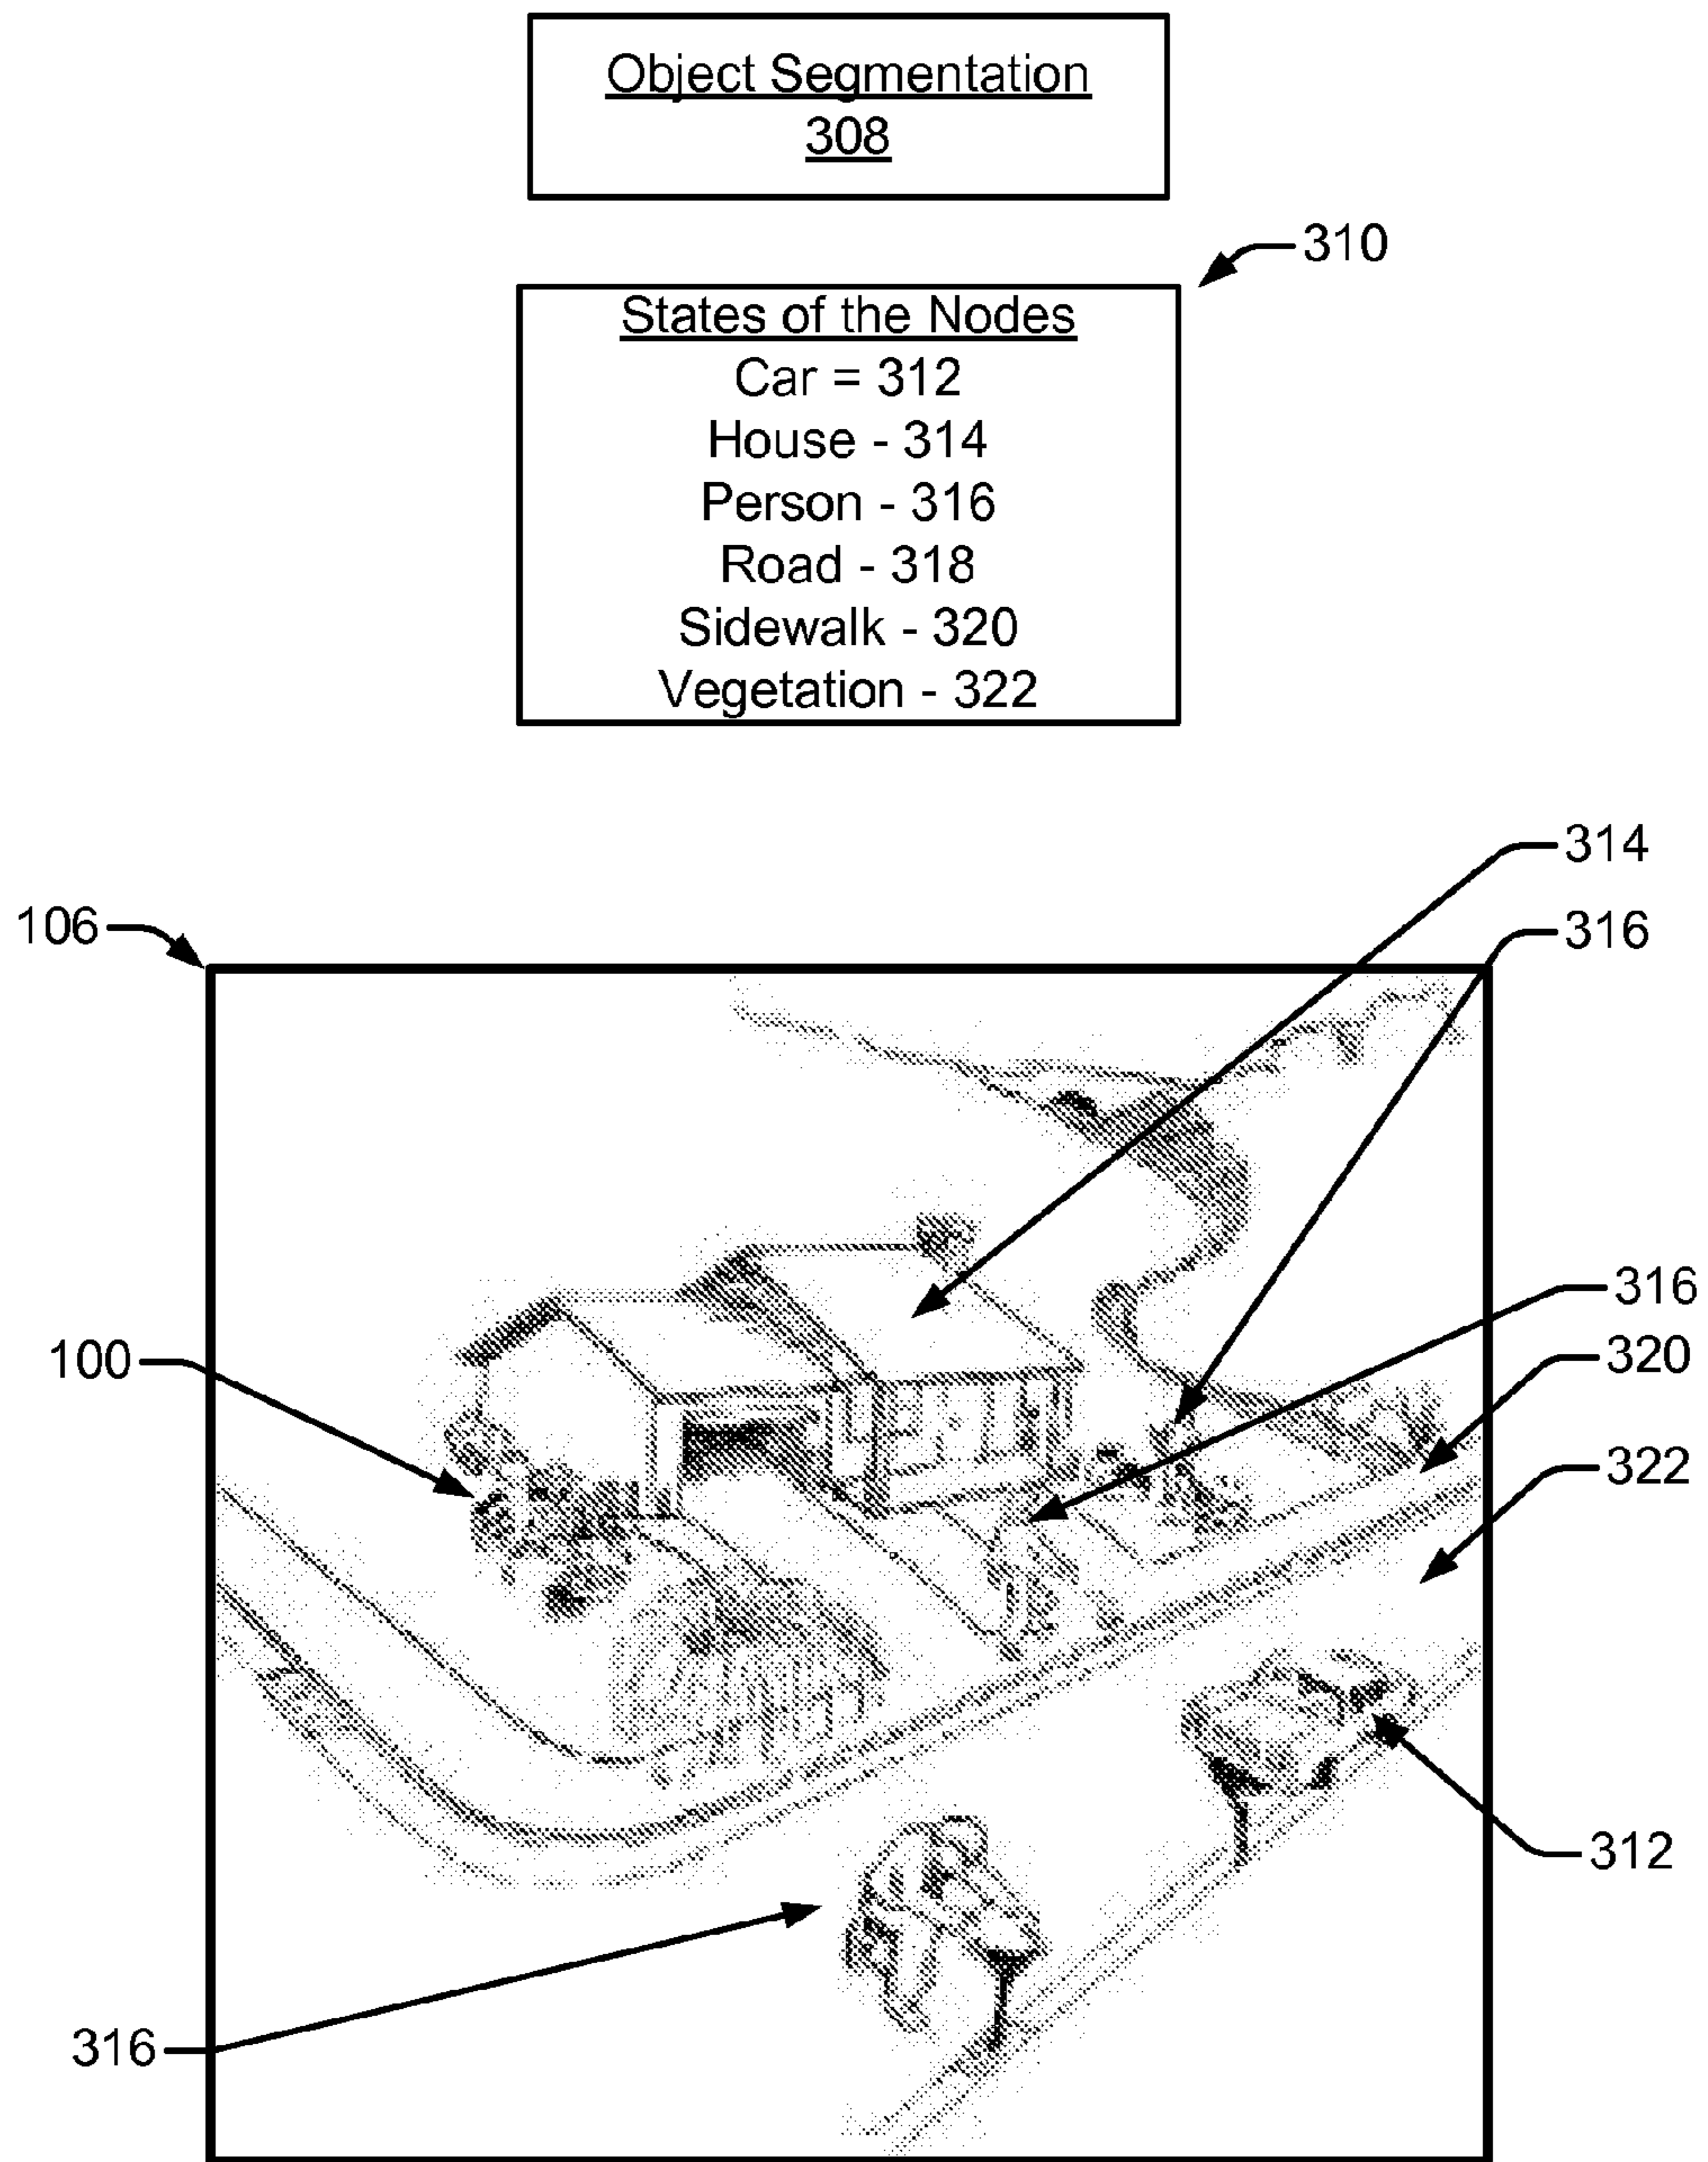 Object Segmentation
308
310
States of the Nodes
Car = 312
House - 314
Person - 316
Road - 318
Sidewalk - 320
Vegetation - 322
314
106
316
316
100
320
322
312
316